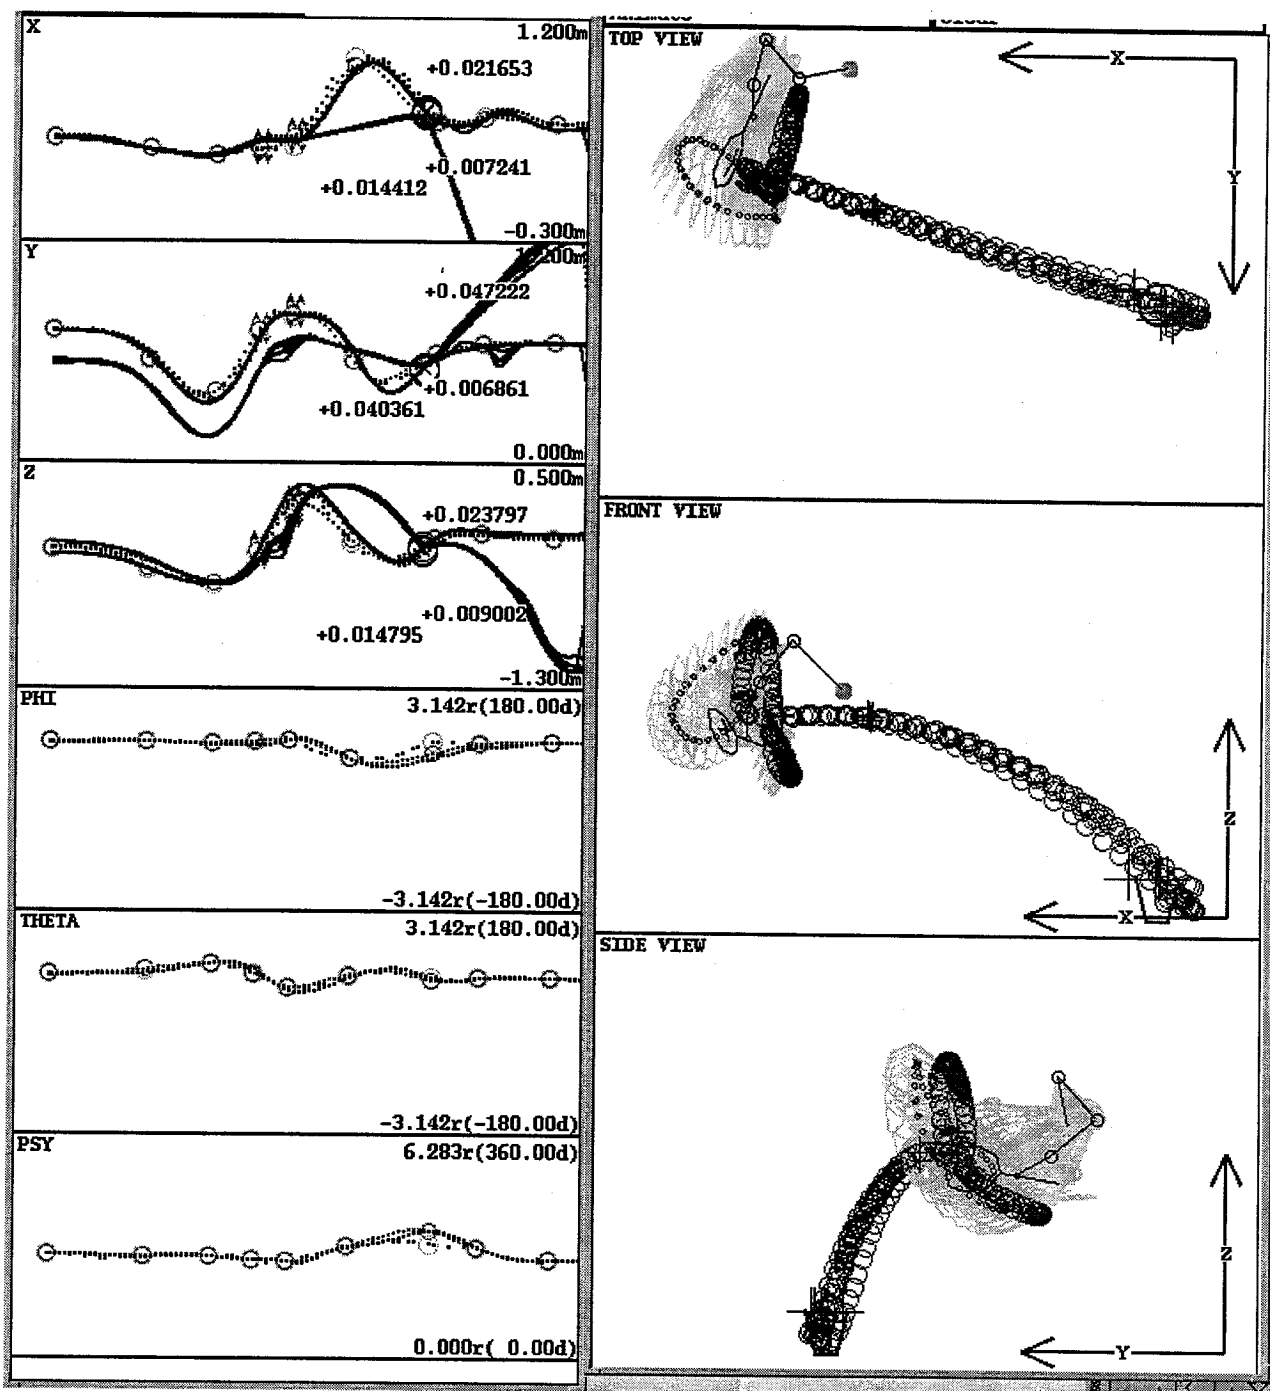 X
1.200m
+0.021653
+0.007241
+0.014412
-0.300m
Y
+0.047222
+0.006861
+0.040361
0.000m
Z
0.500m
+0.023797
+0.009002
+0.014795
-1.300m
PHI
3.142r(180.00d)
-3.142r(-180.00d)
THETA
3.142r(180.00d)
-3.142r(-180.00d)
PSY
6.283r(360.00d)
0.000r( 0.00d)
TOP VIEW
X
Y
FRONT VIEW
Z
X
SIDE VIEW
Z
Y